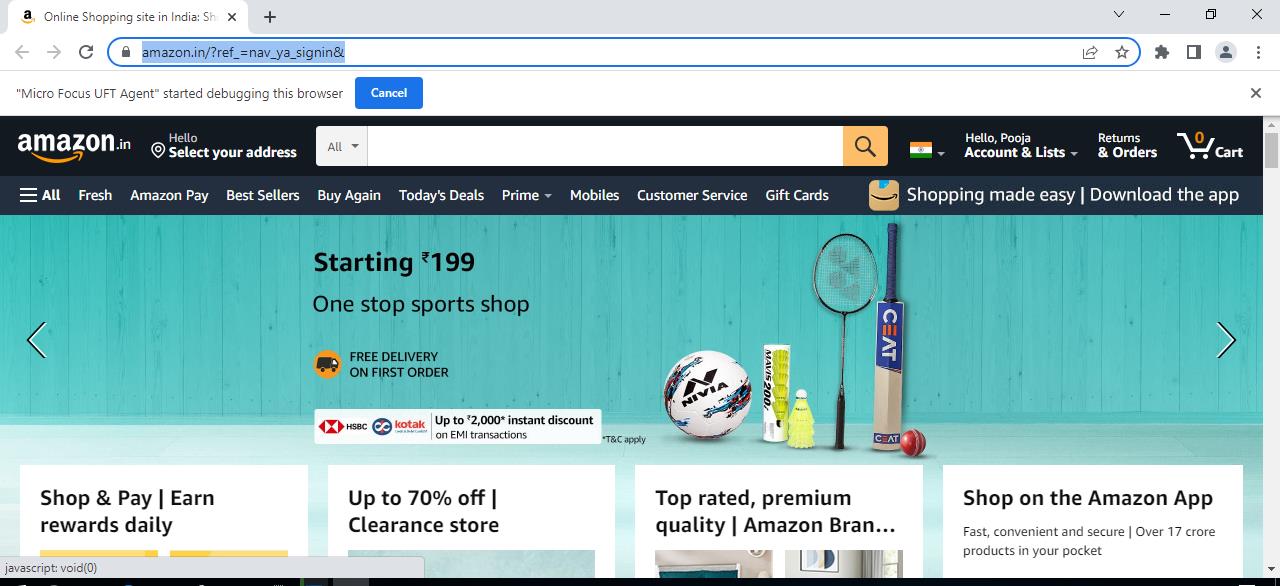 Online Shopping site in India: Sh
amazon.in/?ref_=nav_ya_signin&
"Micro Focus UFT Agent" started debugging this browser
Cancel
amazon.in
Hello
Select your address
All
Hello, Pooja
Account & Lists
Returns
& Orders
0
Cart
All Fresh Amazon Pay Best Sellers Buy Again Today's Deals Prime Mobiles Customer Service Gift Cards
Shopping made easy | Download the app
Starting ₹199
One stop sports shop
FREE DELIVERY
ON FIRST ORDER
HSBC kotak
Up to ₹2,000* instant discount
on EMI transactions
*T&C apply
NIVIA
MAVIS 200i
CEAT
CEAT
Shop & Pay | Earn
rewards daily
Up to 70% off |
Clearance store
Top rated, premium
quality | Amazon Bran...
Shop on the Amazon App
Fast, convenient and secure | Over 17 crore
products in your pocket
javascript: void(0)